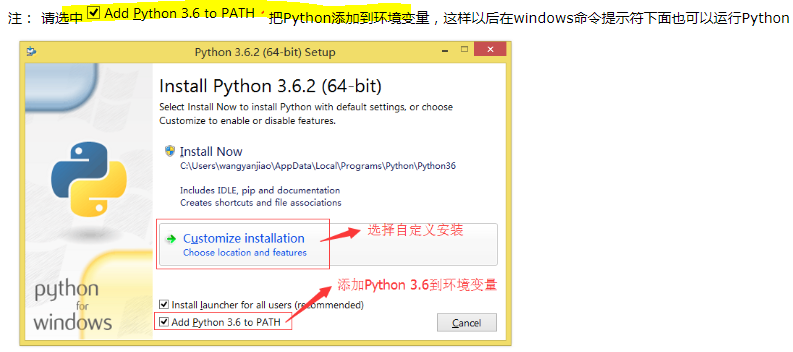 注： 请选中 Add Python 3.6 to PATH ，把Python添加到环境变量，这样以后在windows命令提示符下面也可以运行Python
Python 3.6.2 (64-bit) Setup
Install Python 3.6.2 (64-bit)
Select Install Now to install Python with default settings, or choose
Customize to enable or disable features.
Install Now
C:\Users\wangyanjiao\AppData\Local\Programs\Python\Python36
Includes IDLE, pip and documentation
Creates shortcuts and file associations
Customize installation
选择自定义安装
Choose location and features
添加Python 3.6到环境变量
Install launcher for all users (recommended)
Add Python 3.6 to PATH
Cancel
python
for
windows